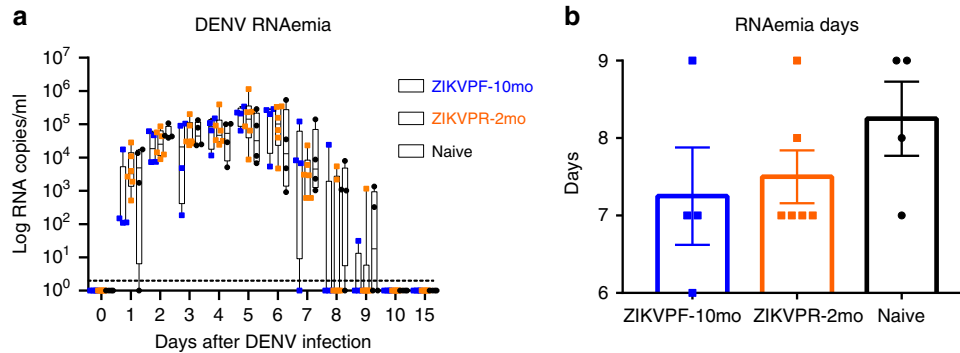 a
DENV RNAemia
Log RNA copies/ml
10^7
10^6
10^5
10^4
10^3
10^2
10^1
10^0
0 1 2 3 4 5 6 7 8 9 10 15
Days after DENV infection
ZIKVPF-10mo
ZIKVPR-2mo
Naive
b
RNAemia days
Days
9
8
7
6
ZIKVPF-10mo ZIKVPR-2mo Naive